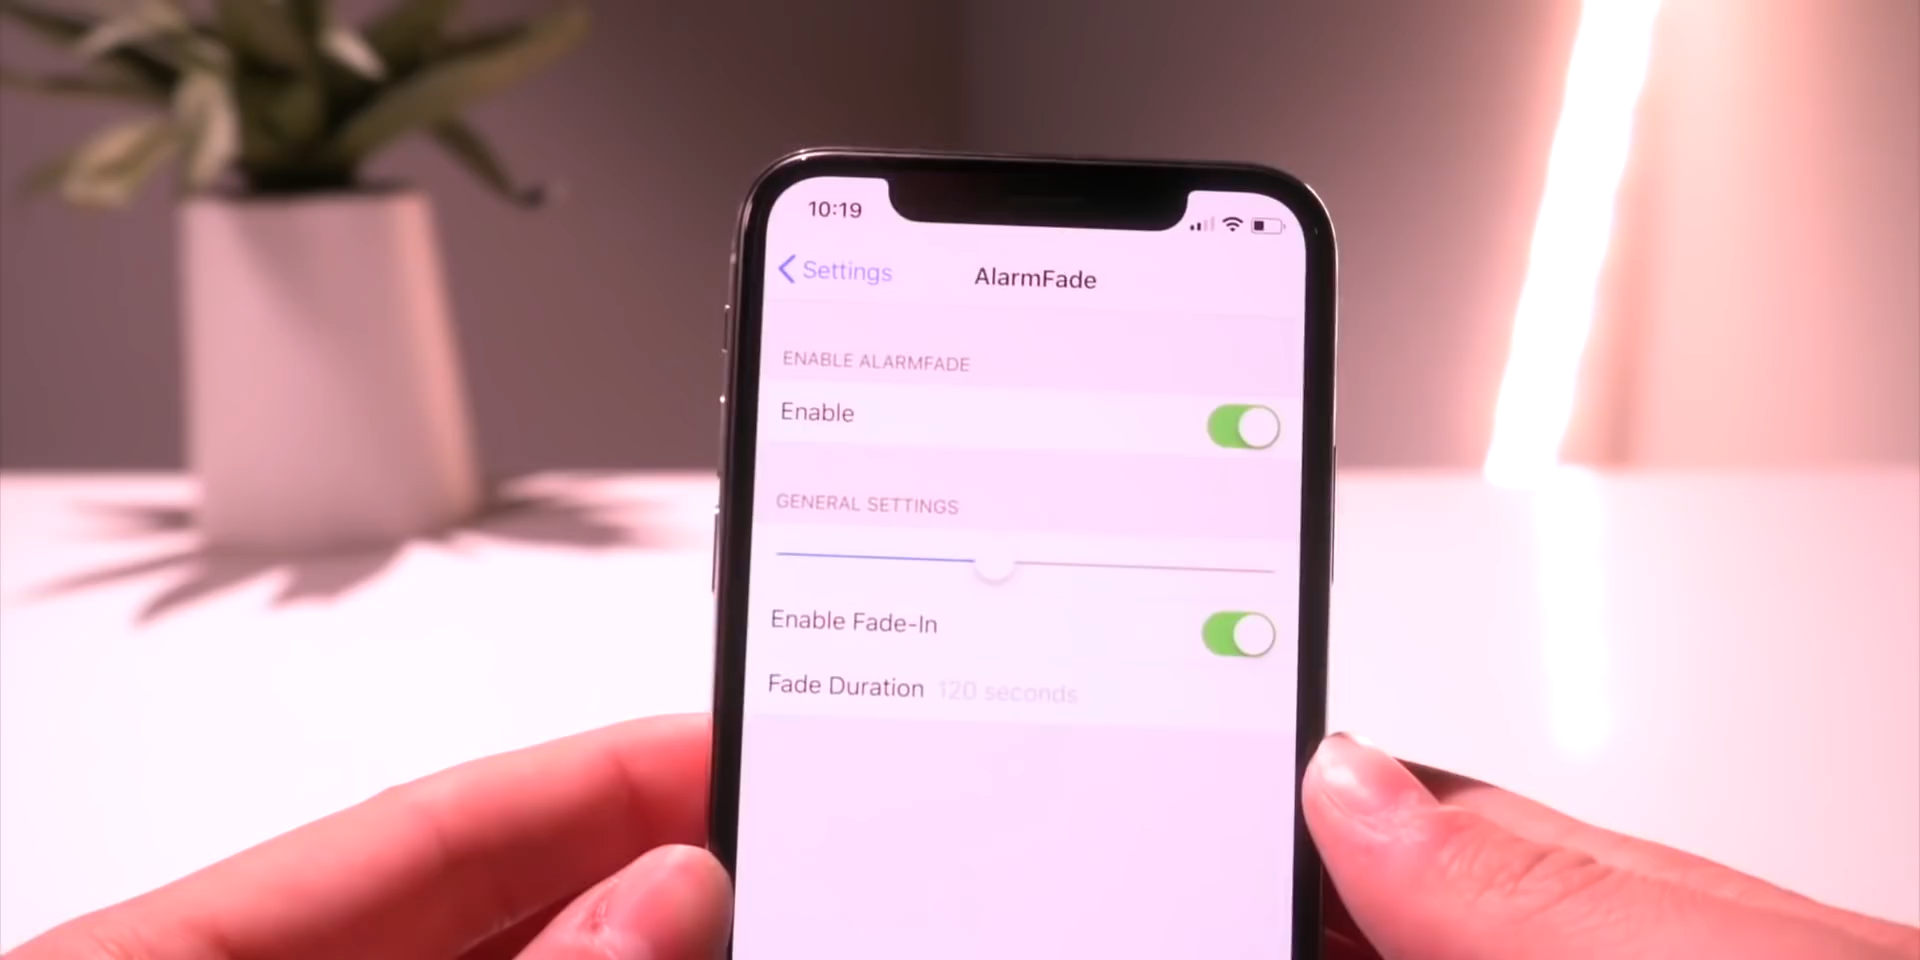 10:19
Settings
AlarmFade
ENABLE ALARMFADE
Enable
GENERAL SETTINGS
Enable Fade-In
Fade Duration 120 seconds